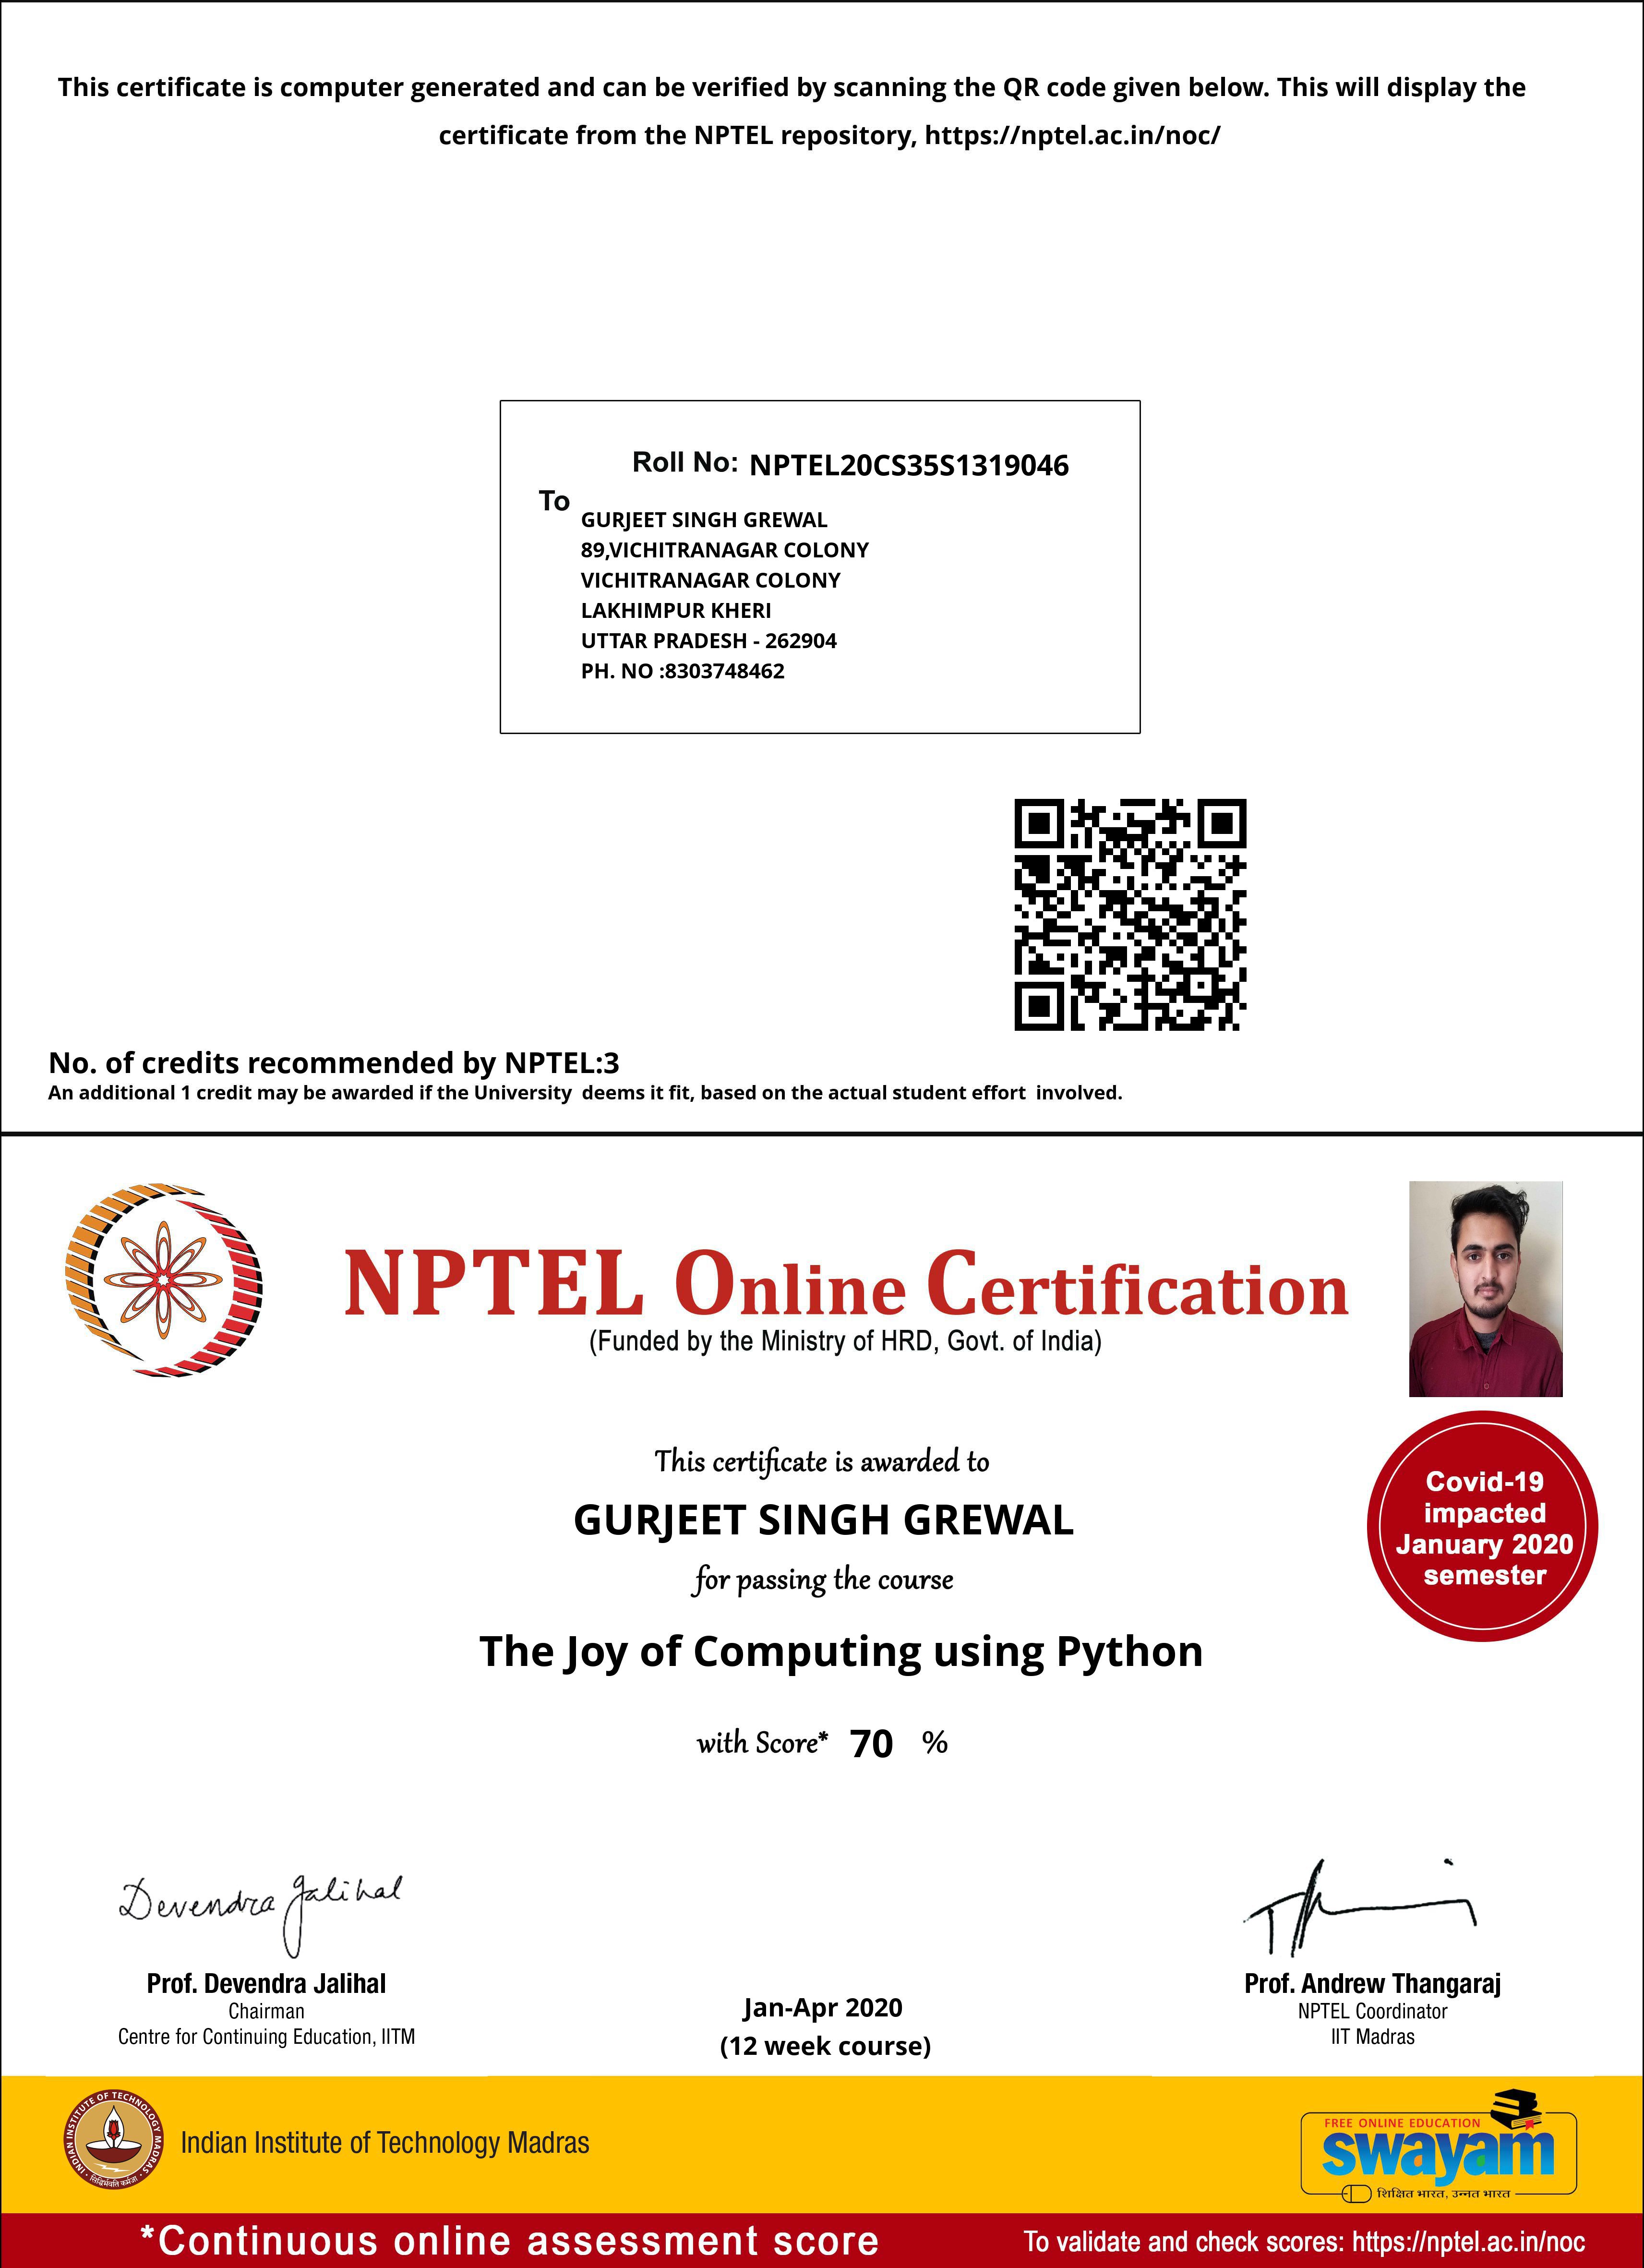 This certificate is computer generated and can be verified by scanning the QR code given below. This will display the
certificate from the NPTEL repository, https://nptel.ac.in/noc/
Roll No: NPTEL20CS35S1319046
To
GURJEET SINGH GREWAL
89,VICHITRANAGAR COLONY
VICHITRANAGAR COLONY
LAKHIMPUR KHERI
UTTAR PRADESH - 262904
PH. NO :8303748462
No. of credits recommended by NPTEL:3
An additional 1 credit may be awarded if the University deems it fit, based on the actual student effort involved.
NPTEL Online Certification
(Funded by the Ministry of HRD, Govt. of India)
This certificate is awarded to
GURJEET SINGH GREWAL
for passing the course
The Joy of Computing using Python
with Score* 70 %
Covid-19
impacted
January 2020
semester
Devendra Jalihal
Prof. Devendra Jalihal
Chairman
Centre for Continuing Education, IITM
Jan-Apr 2020
(12 week course)
Prof. Andrew Thangaraj
NPTEL Coordinator
IIT Madras
INDIAN INSTITUTE OF TECHNOLOGY MADRAS
सिद्धिर्भवति कर्मजा
Indian Institute of Technology Madras
FREE ONLINE EDUCATION
swayam
शिक्षित भारत, उन्नत भारत
*Continuous online assessment score
To validate and check scores: https://nptel.ac.in/noc